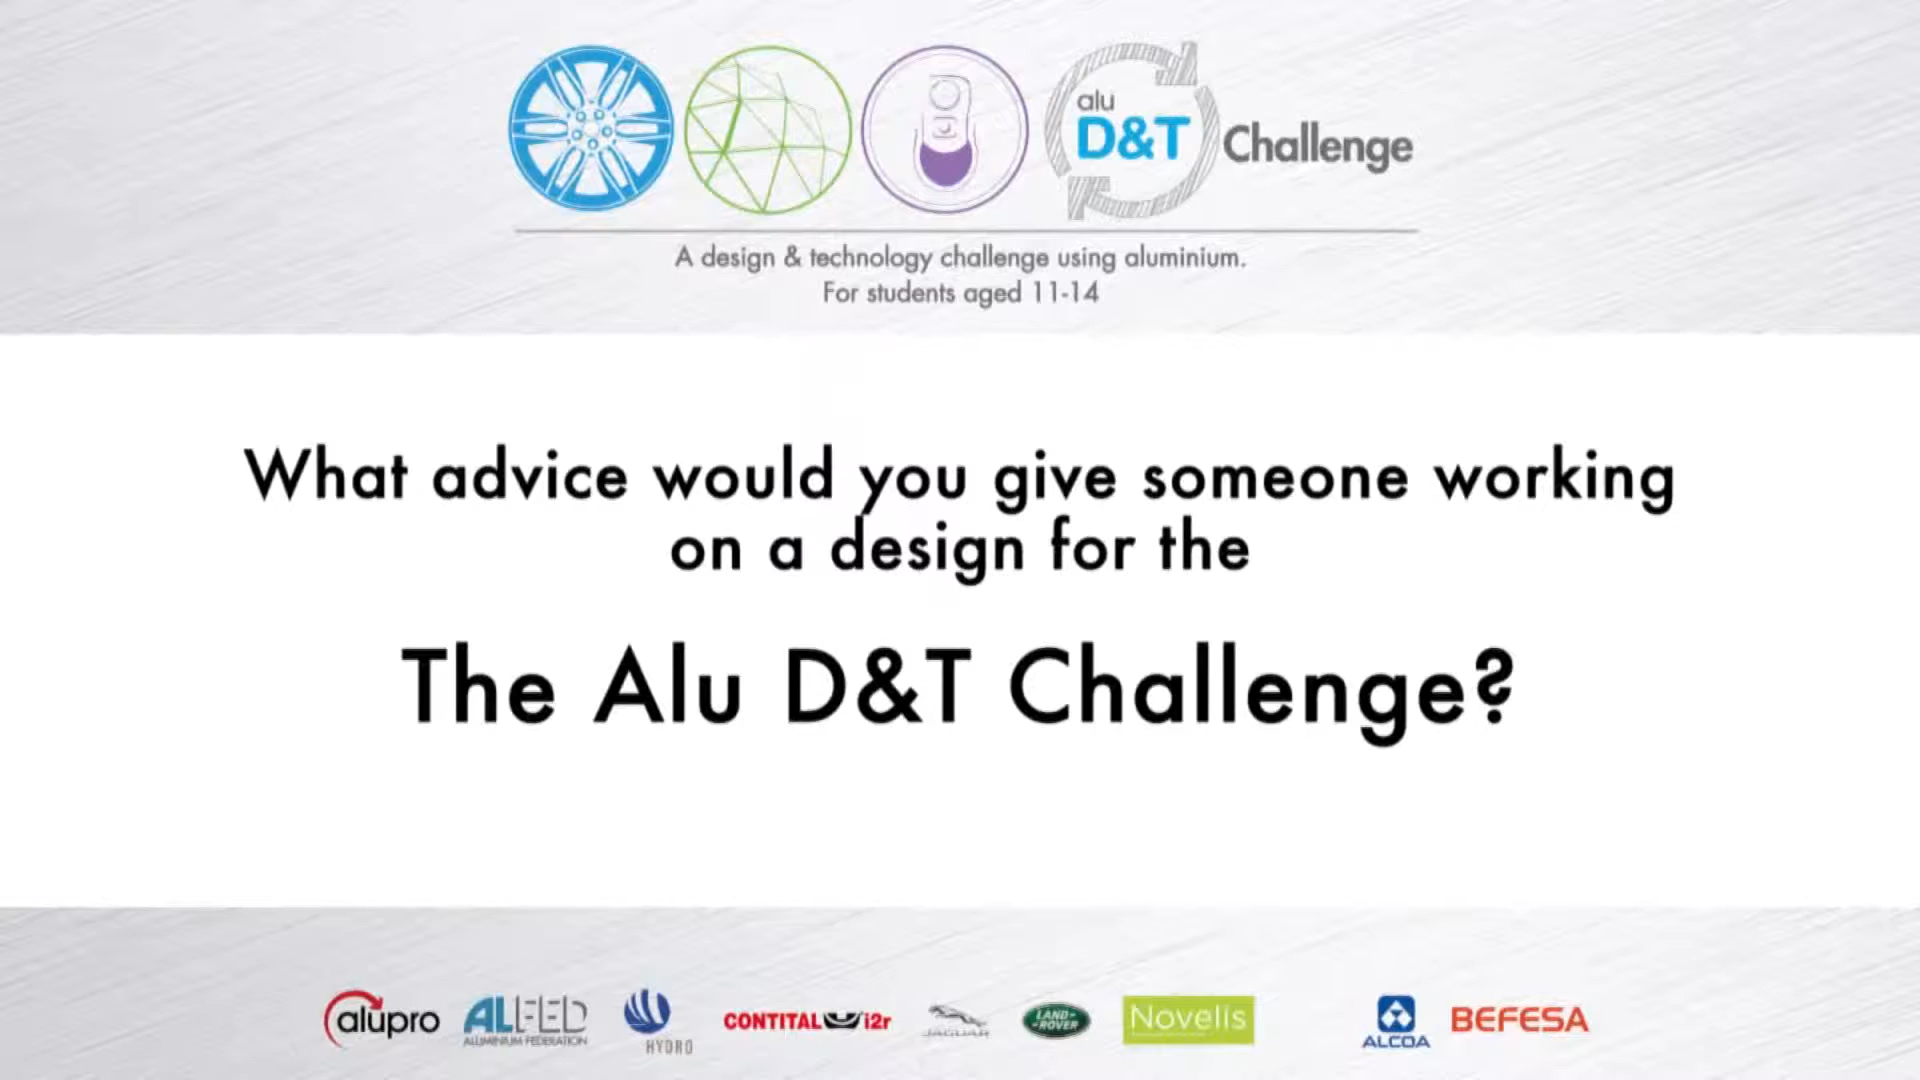 alu
D&T Challenge
A design & technology challenge using aluminium.
For students aged 11-14
What advice would you give someone working
on a design for the
The Alu D&T Challenge?
alupro
ALFED
ALUMINIUM FEDERATION
HYDRO
CONTITAL i2r
JAGUAR
LAND-
ROVER
Novelis
ALCOA
BEFESA